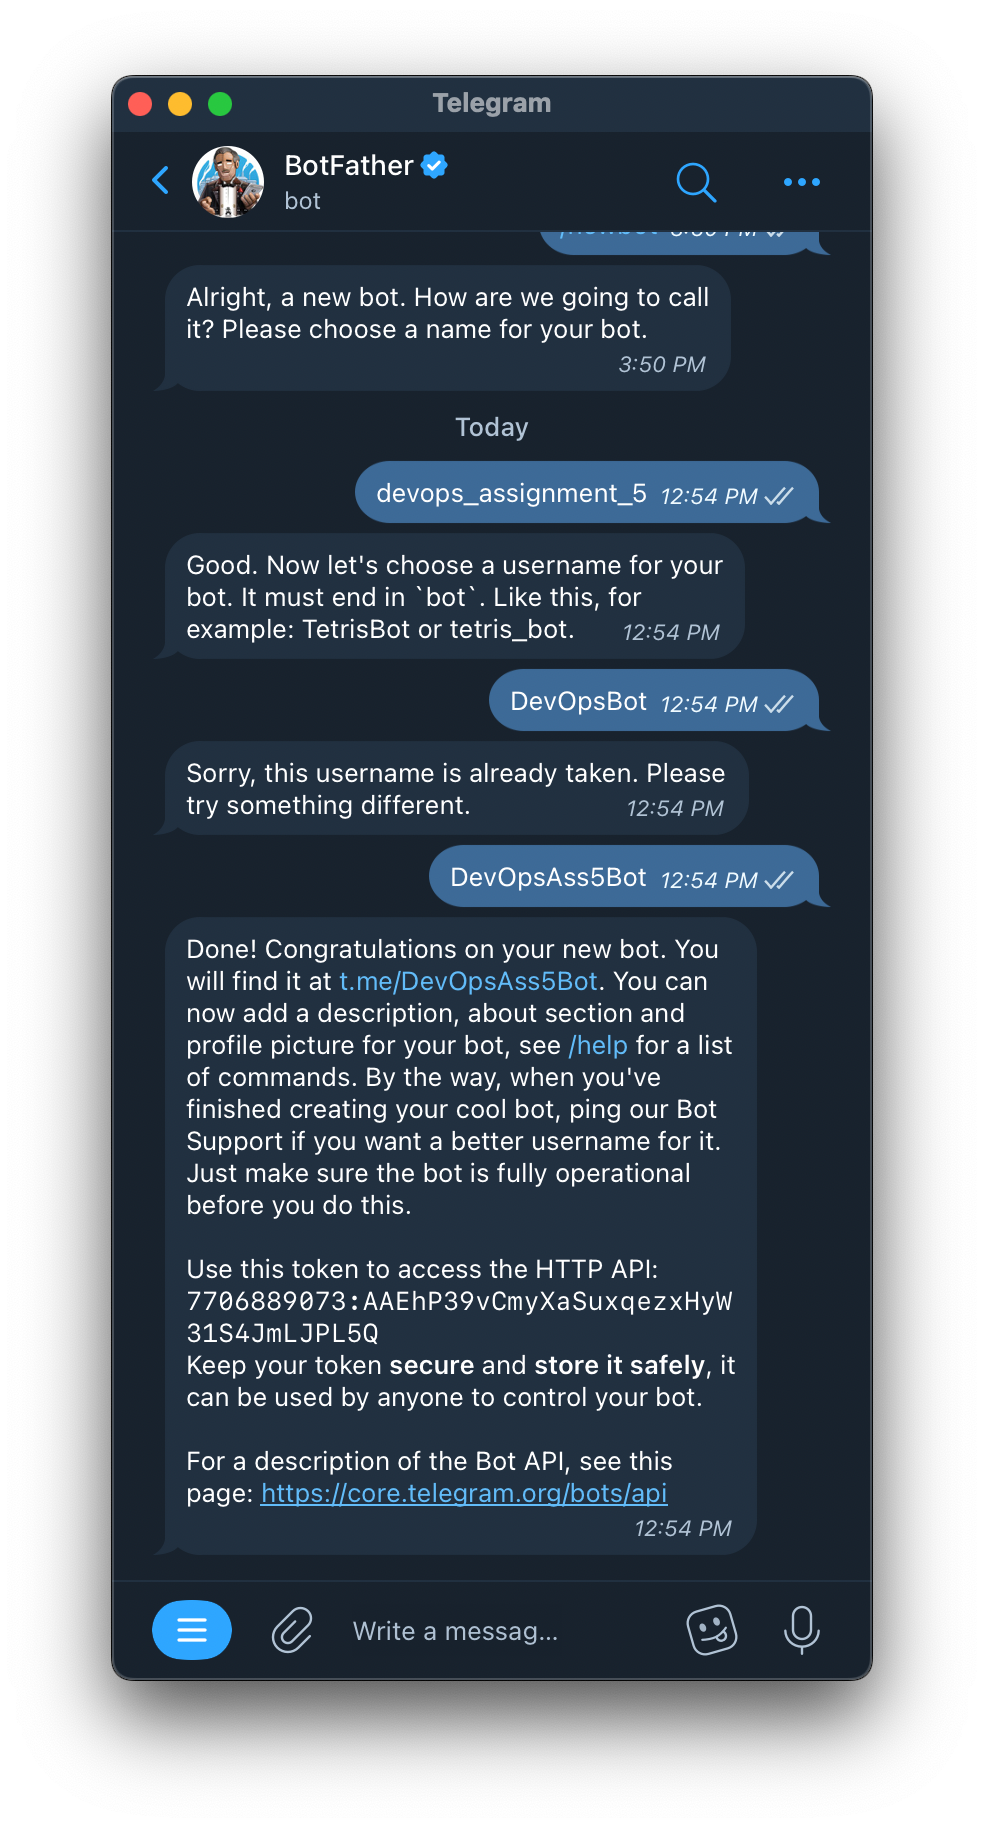 Telegram
BotFather
bot
/newbot 3:50 PM
Alright, a new bot. How are we going to call
it? Please choose a name for your bot.
3:50 PM
Today
devops_assignment_5 12:54 PM
Good. Now let's choose a username for your
bot. It must end in `bot`. Like this, for
example: TetrisBot or tetris_bot. 12:54 PM
DevOpsBot 12:54 PM
Sorry, this username is already taken. Please
try something different. 12:54 PM
DevOpsAss5Bot 12:54 PM
Done! Congratulations on your new bot. You
will find it at t.me/DevOpsAss5Bot. You can
now add a description, about section and
profile picture for your bot, see /help for a list
of commands. By the way, when you've
finished creating your cool bot, ping our Bot
Support if you want a better username for it.
Just make sure the bot is fully operational
before you do this.
Use this token to access the HTTP API:
7706889073:AAEhP39vCmyXaSuxqezxHyW
31S4JmLJPL5Q
Keep your token secure and store it safely, it
can be used by anyone to control your bot.
For a description of the Bot API, see this
page: https://core.telegram.org/bots/api
12:54 PM
Write a messag...